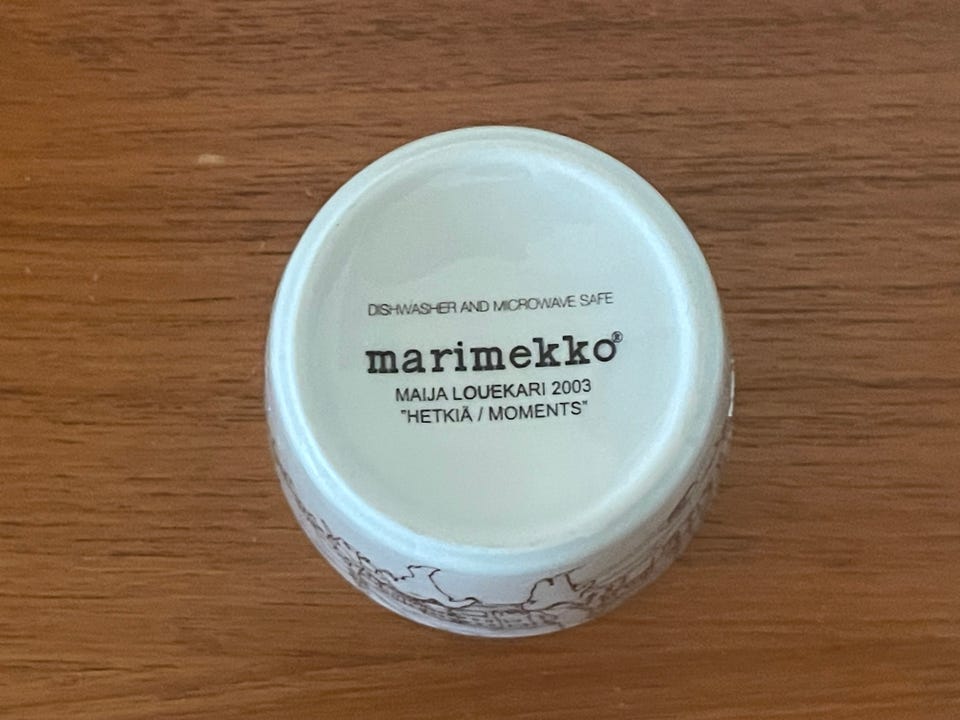 DISHWASHER AND MICROWAVE SAFE
marimekko®
MAIJA LOUEKARI 2003
"HETKIÄ / MOMENTS"